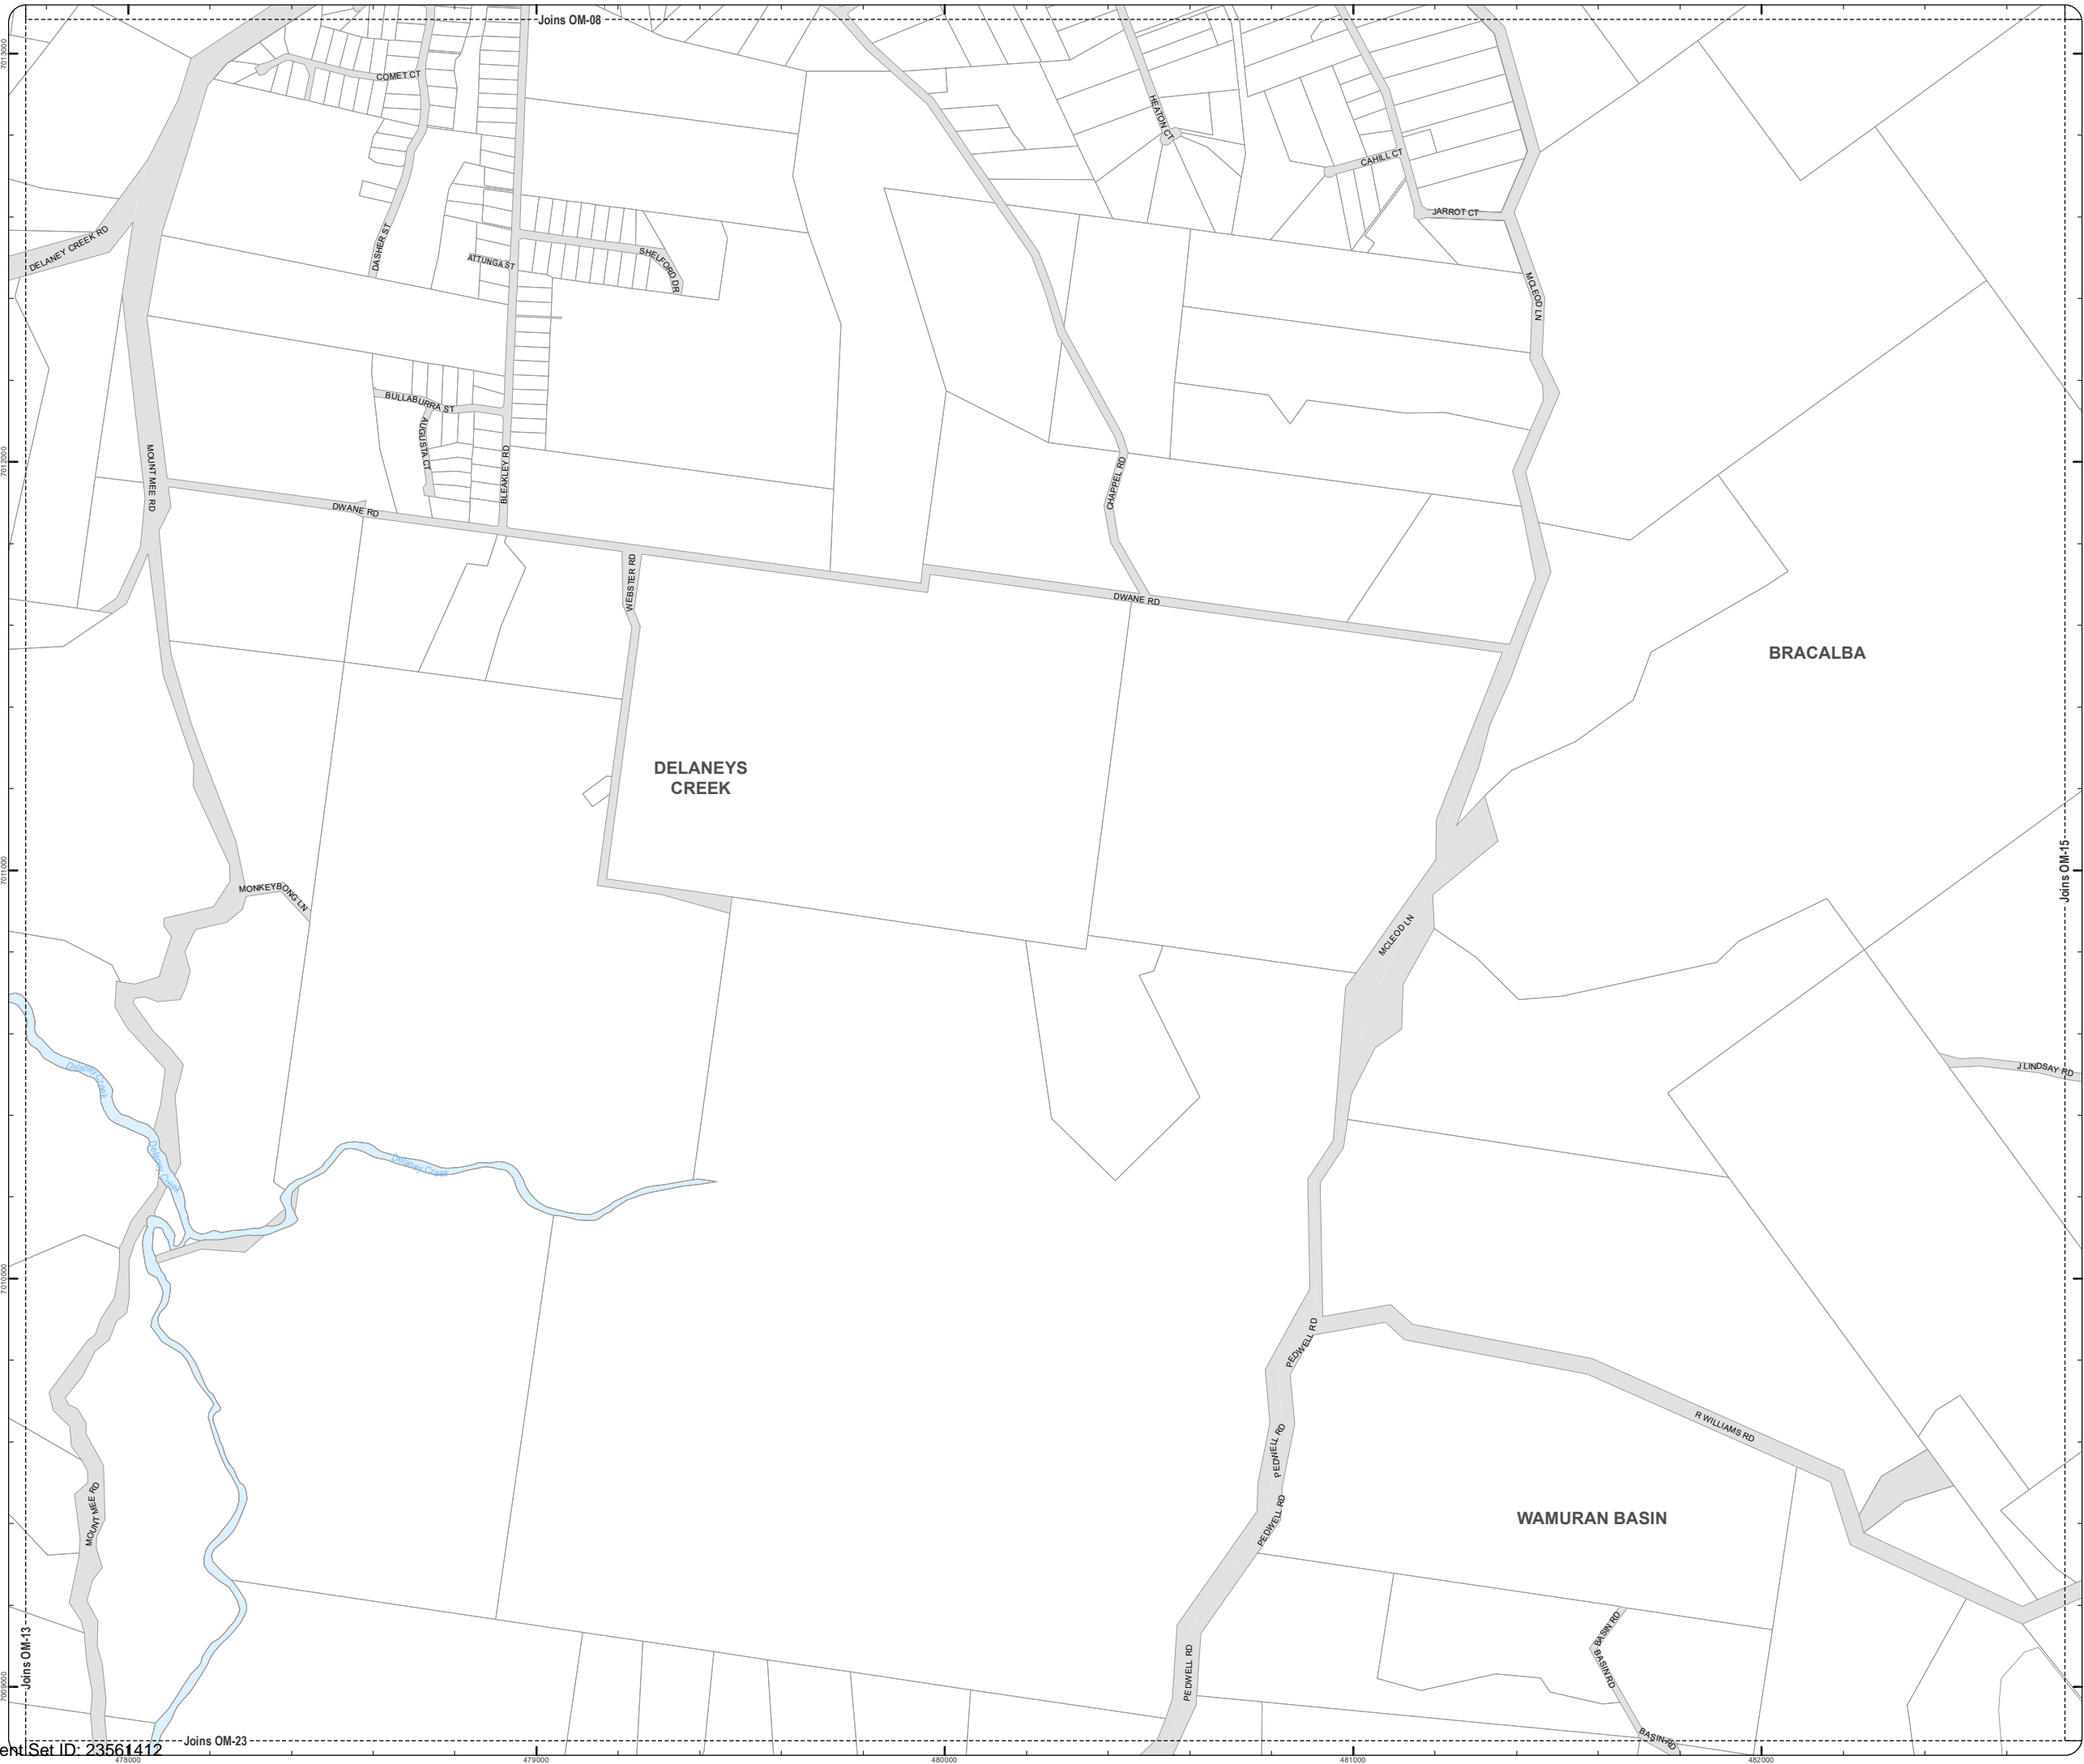 Joins OM-08
7013000
COMET CT
HEATON CT
CAHILL CT
JARROT CT
DELANEY CREEK RD
DASHER ST
ATTUNGA ST
SHELFORD DR
MCLEOD LN
BULLABURRA ST
AUGUSTA CT
7012000
MOUNT MEE RD
BLEAKLEY RD
CHAPPEL RD
DWANE RD
WEBSTER RD
DWANE RD
BRACALBA
DELANEYS
CREEK
7011000
MONKEYBONG LN
MCLEOD LN
Joins OM-15
Delaney Creek
J LINDSAY RD
Delaney Creek
Delaney Creek
7010000
PEDWELL RD
R WILLIAMS RD
PEDWELL RD
MOUNT MEE RD
PEDWELL RD
WAMURAN BASIN
BASIN RD
Joins OM-13
7009000
PEDWELL RD
BASIN RD
BASIN RD
Joins OM-23
ent Set ID: 23561412
478000
479000
480000
481000
482000